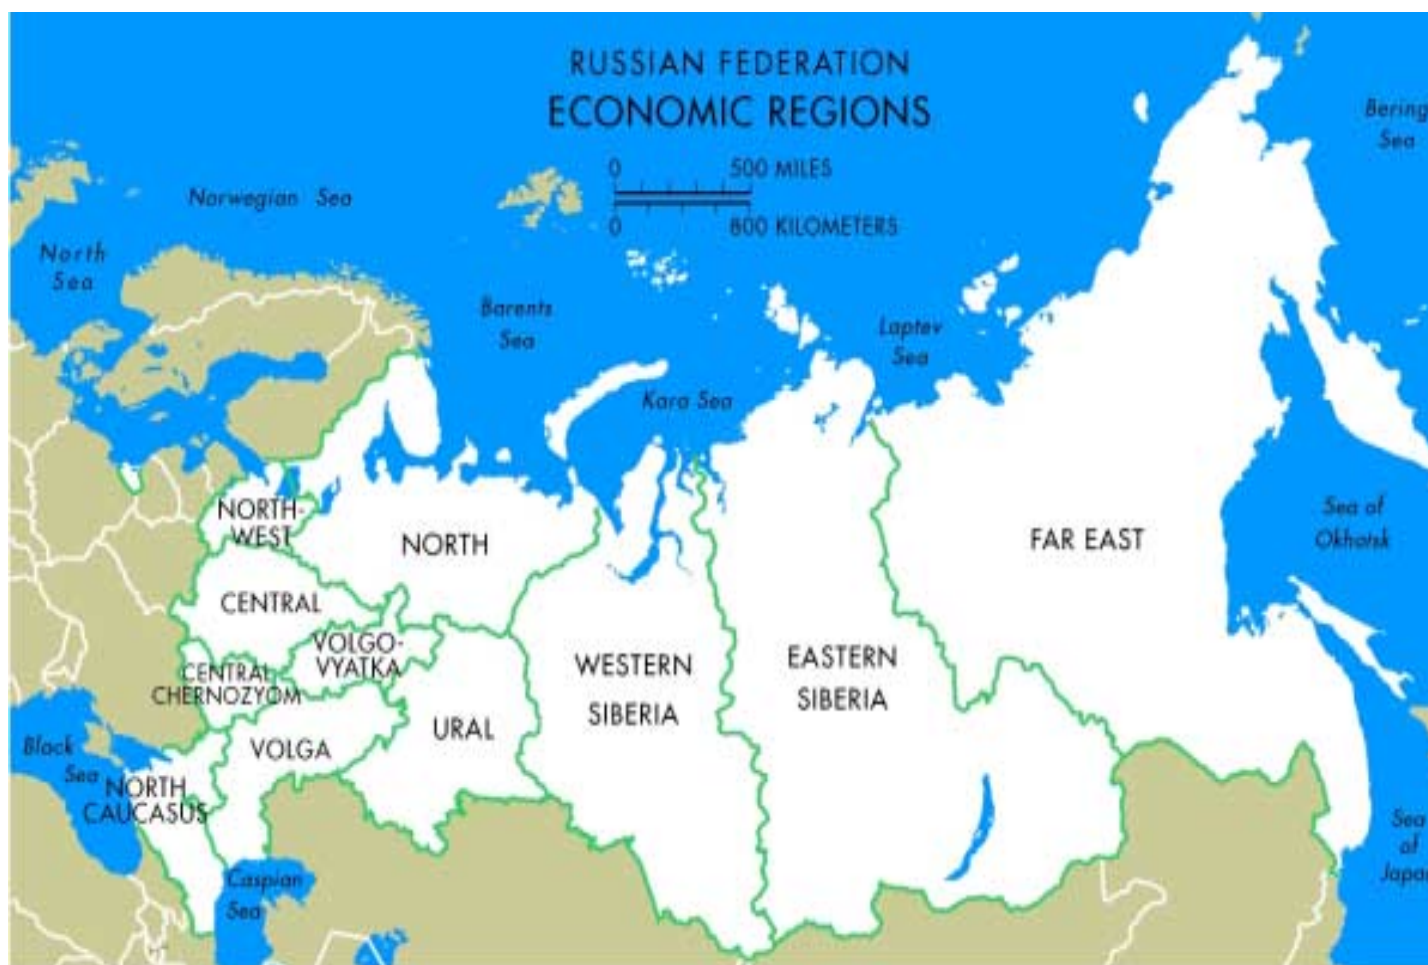 RUSSIAN FEDERATION
ECONOMIC REGIONS
0 500 MILES
0 800 KILOMETERS
Bering
Sea
Norwegian Sea
North
Sea
Barents
Sea
Laptev
Sea
Kara Sea
NORTH-
WEST
NORTH
FAR EAST
Sea of
Okhotsk
CENTRAL
VOLGO-
VYATKA
CENTRAL
CHERNOZYOM
WESTERN
SIBERIA
EASTERN
SIBERIA
URAL
VOLGA
Black
Sea
NORTH
CAUCASUS
Caspian
Sea
Sea
of
Japa